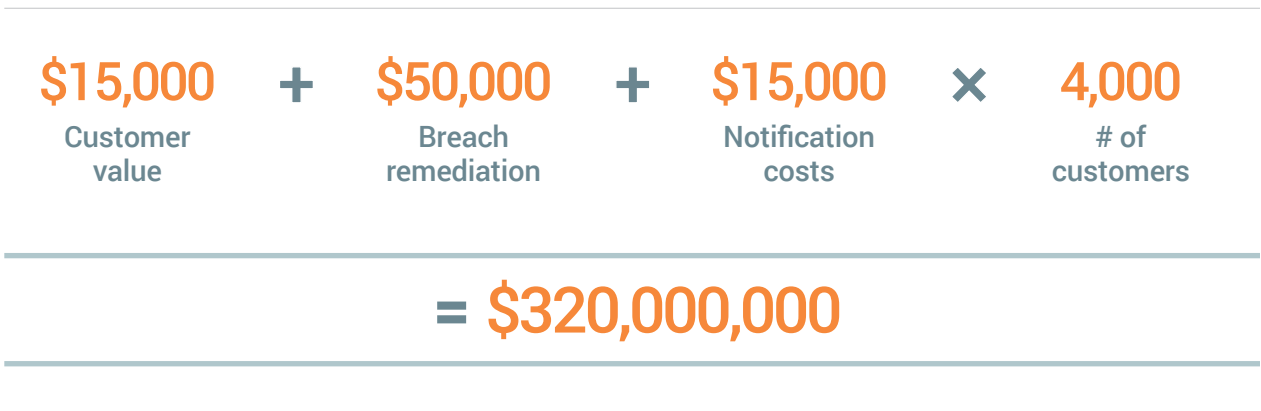 $15,000 + $50,000 + $15,000 × 4,000
Customer value
Breach remediation
Notification costs
# of customers
= $320,000,000